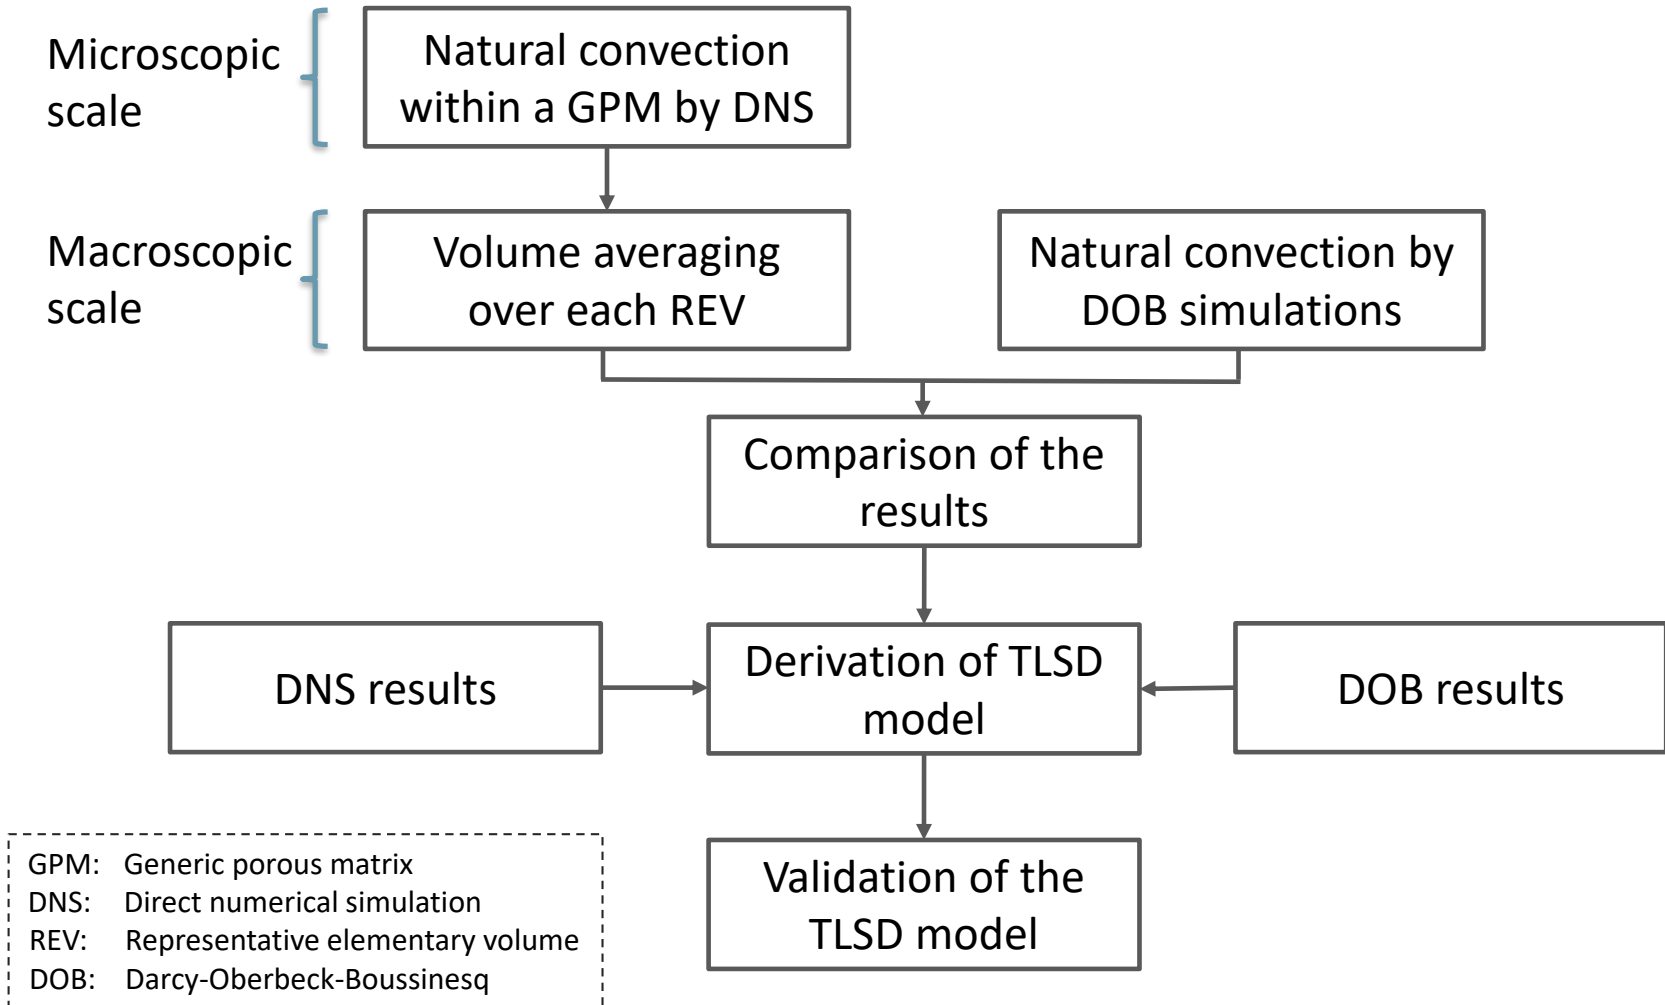 Microscopic
scale
Natural convection
within a GPM by DNS
Macroscopic
scale
Volume averaging
over each REV
Natural convection by
DOB simulations
Comparison of the
results
DNS results
Derivation of TLSD
model
DOB results
Validation of the
TLSD model
GPM: Generic porous matrix
DNS: Direct numerical simulation
REV: Representative elementary volume
DOB: Darcy-Oberbeck-Boussinesq